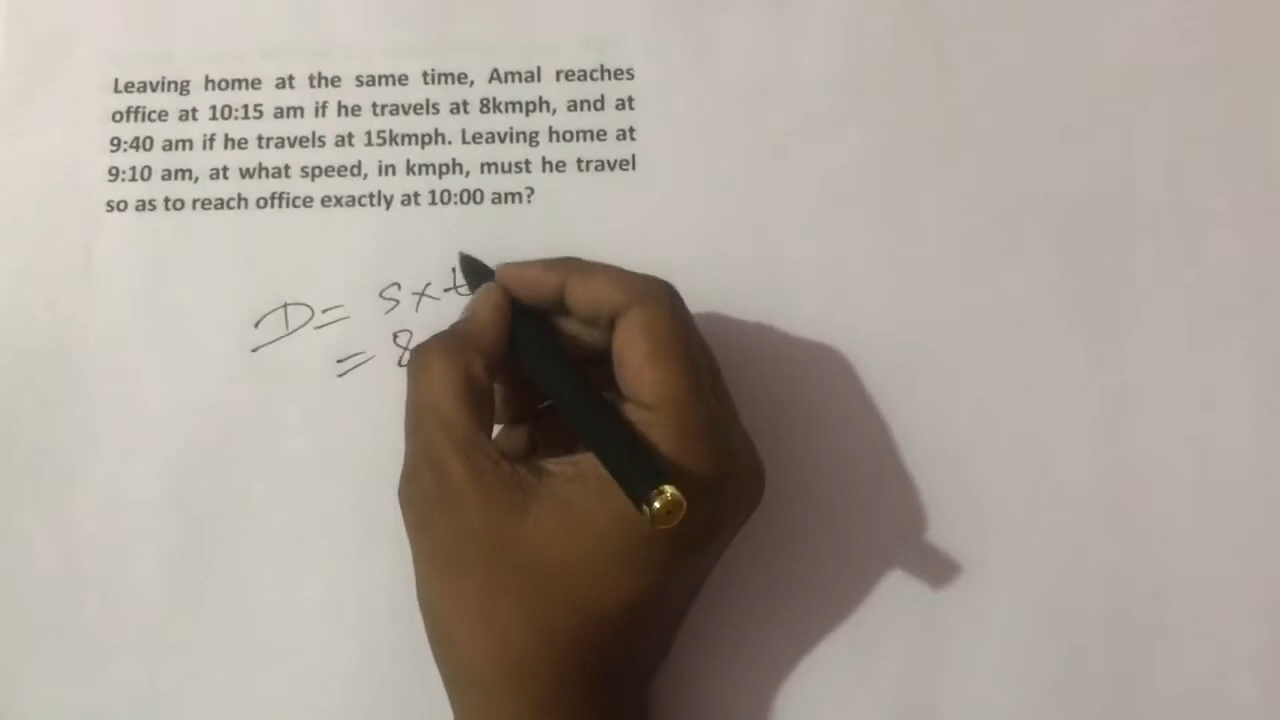 Leaving home at the same time, Amal reaches
office at 10:15 am if he travels at 8kmph, and at
9:40 am if he travels at 15kmph. Leaving home at
9:10 am, at what speed, in kmph, must he travel
so as to reach office exactly at 10:00 am?
D= s×t
= 8